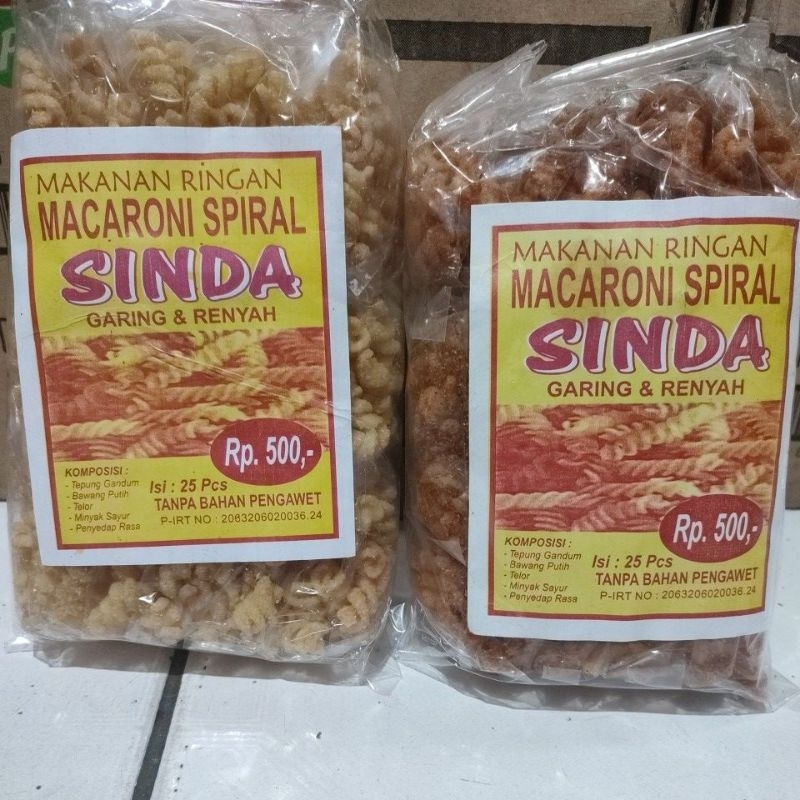 MAKANAN RINGAN
MACARONI SPIRAL
SINDA
GARING & RENYAH
Rp. 500,-
KOMPOSISI :
- Tepung Gandum
- Bawang Putih
- Telor
- Minyak Sayur
- Penyedap Rasa
Isi : 25 Pcs
TANPA BAHAN PENGAWET
P-IRT NO : 2063206020036.24
MAKANAN RINGAN
MACARONI SPIRAL
SINDA
GARING & RENYAH
Rp. 500,-
KOMPOSISI :
- Tepung Gandum
- Bawang Putih
- Telor
- Minyak Sayur
- Penyedap Rasa
Isi : 25 Pcs
TANPA BAHAN PENGAWET
P-IRT NO : 2063206020036.24